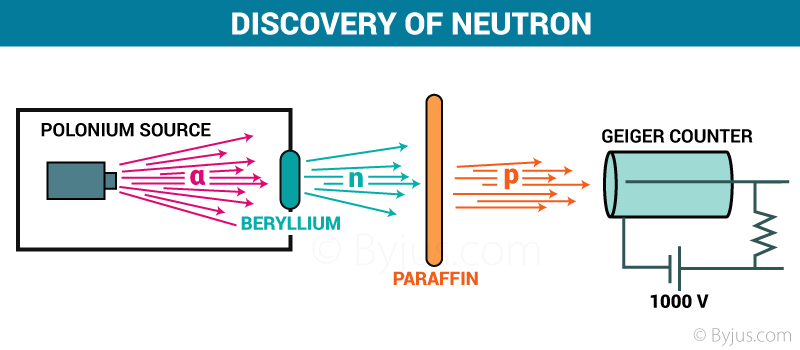 DISCOVERY OF NEUTRON
POLONIUM SOURCE
α
BERYLLIUM
n
PARAFFIN
p
GEIGER COUNTER
1000 V
© Byjus.com
© Byjus.com